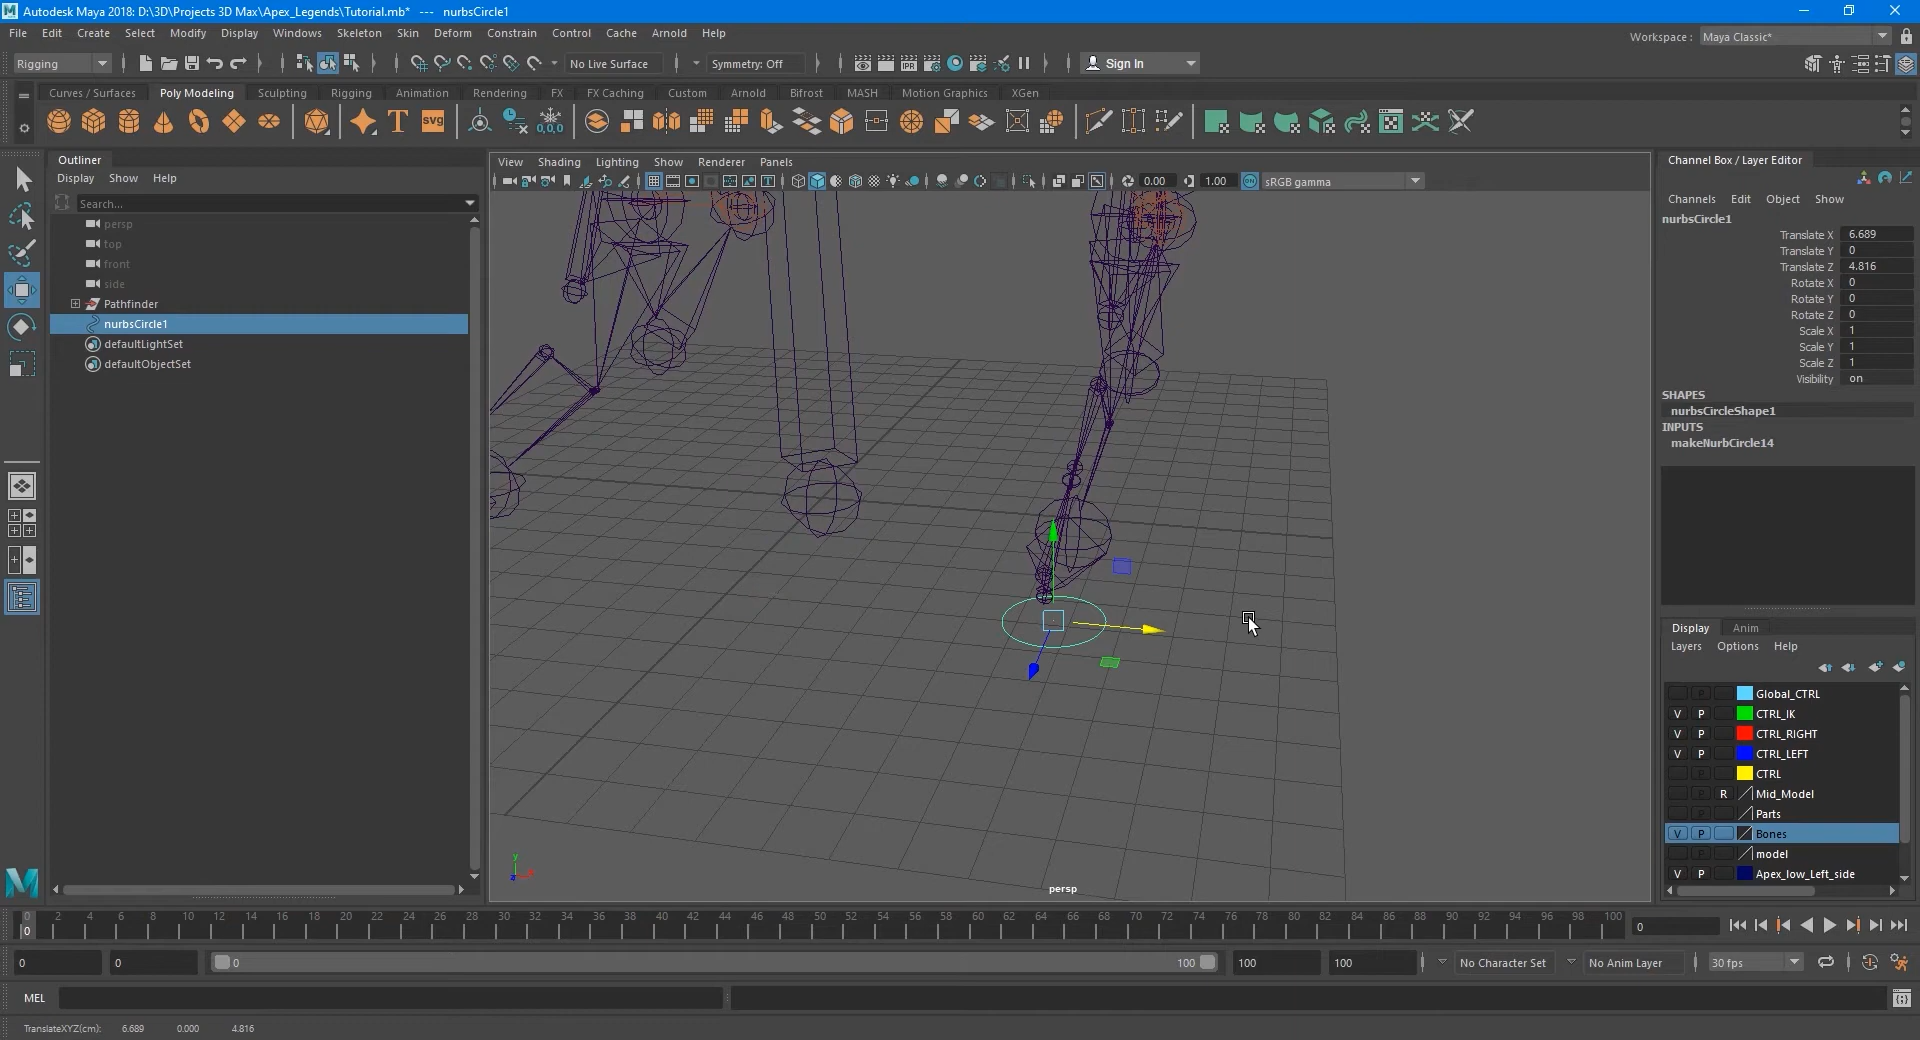 Autodesk Maya 2018: D:\3D\Projects 3D Max\Apex_Legends\Tutorial.mb* --- nurbsCircle1
File Edit Create Select Modify Display Windows Skeleton Skin Deform Constrain Control Cache Arnold Help
Workspace : Maya Classic*
Rigging No Live Surface Symmetry: Off Sign In
Curves / Surfaces Poly Modeling Sculpting Rigging Animation Rendering FX FX Caching Custom Arnold Bifrost MASH Motion Graphics XGen
T svg 0,0,0
Outliner
Display Show Help
Search...
persp
top
front
side
Pathfinder
nurbsCircle1
defaultLightSet
defaultObjectSet
View Shading Lighting Show Renderer Panels
0.00 1.00 sRGB gamma
persp
Channel Box / Layer Editor
Channels Edit Object Show
nurbsCircle1
Translate X 6.689
Translate Y 0
Translate Z 4.816
Rotate X 0
Rotate Y 0
Rotate Z 0
Scale X 1
Scale Y 1
Scale Z 1
Visibility on
SHAPES
nurbsCircleShape1
INPUTS
makeNurbCircle14
Display Anim
Layers Options Help
Global_CTRL
V P CTRL_IK
V P CTRL_RIGHT
V P CTRL_LEFT
CTRL
R Mid_Model
Parts
V P Bones
model
V P Apex_low_Left_side
0 2 4 6 8 10 12 14 16 18 20 22 24 26 28 30 32 34 36 38 40 42 44 46 48 50 52 54 56 58 60 62 64 66 68 70 72 74 76 78 80 82 84 86 88 90 92 94 96 98 100
0 0
0 0 0 100 100 100 No Character Set No Anim Layer 30 fps
MEL
TranslateXYZ(cm): 6.689 0.000 4.816